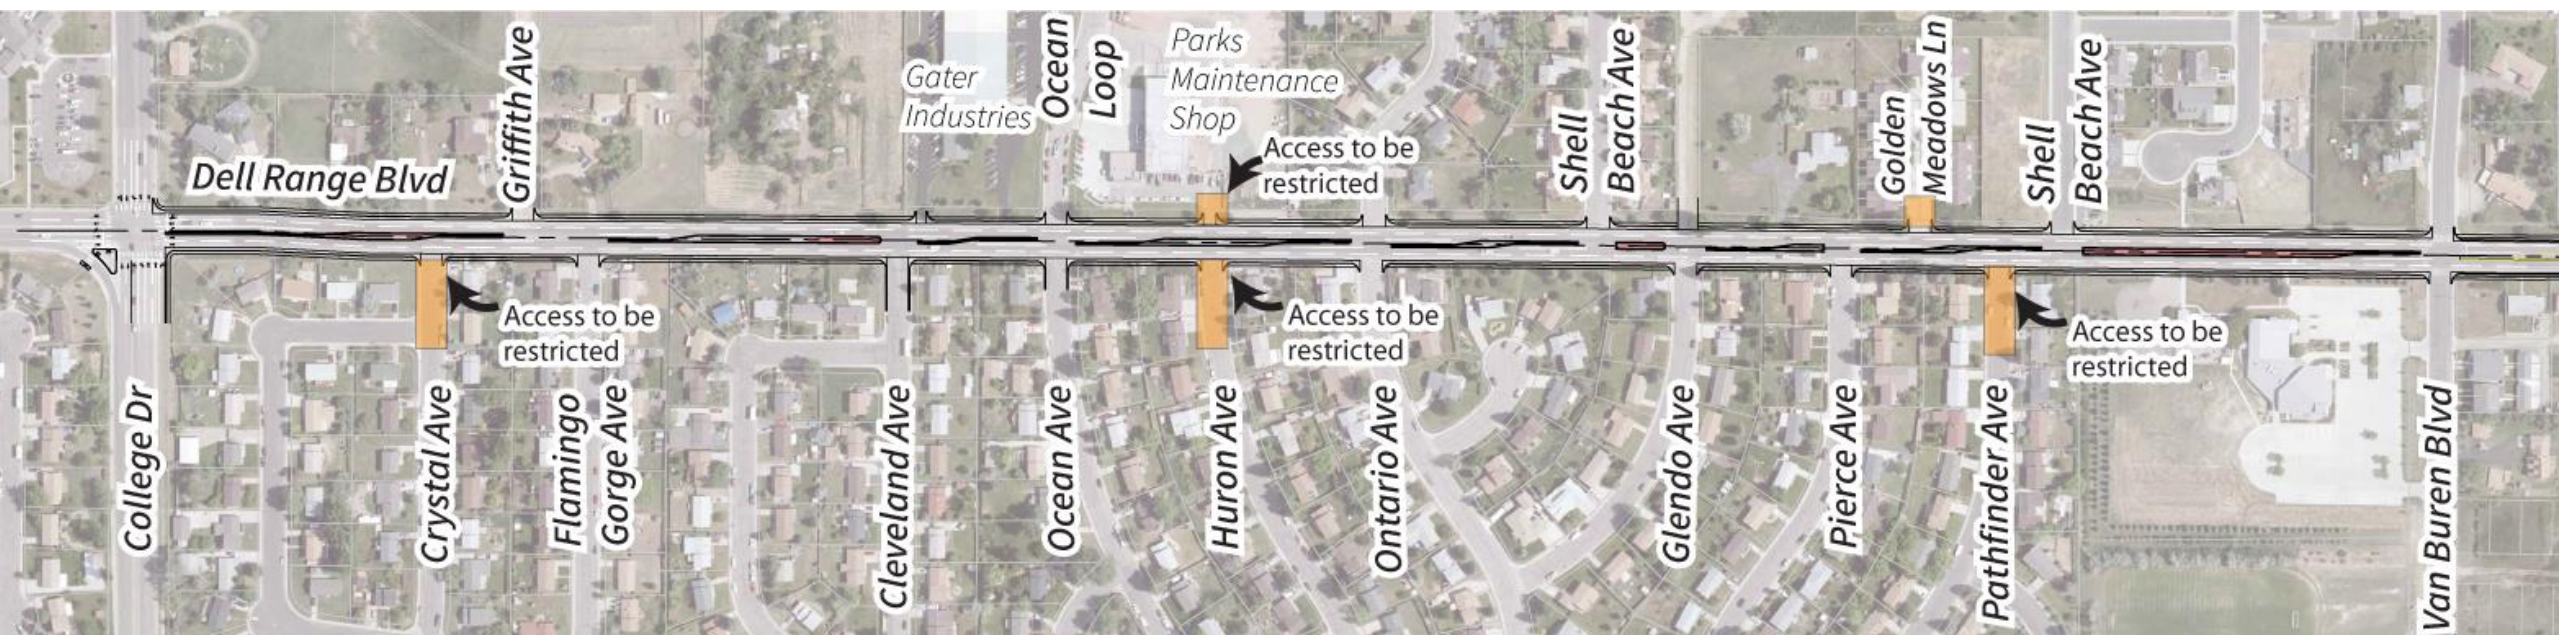 Dell Range Blvd
Griffith Ave
Gater
Industries
Ocean
Loop
Parks
Maintenance
Shop
Access to be
restricted
Shell
Beach Ave
Golden
Meadows Ln
Shell
Beach Ave
Access to be
restricted
Access to be
restricted
Access to be
restricted
College Dr
Crystal Ave
Flamingo
Gorge Ave
Cleveland Ave
Ocean Ave
Huron Ave
Ontario Ave
Glendo Ave
Pierce Ave
Pathfinder Ave
Van Buren Blvd